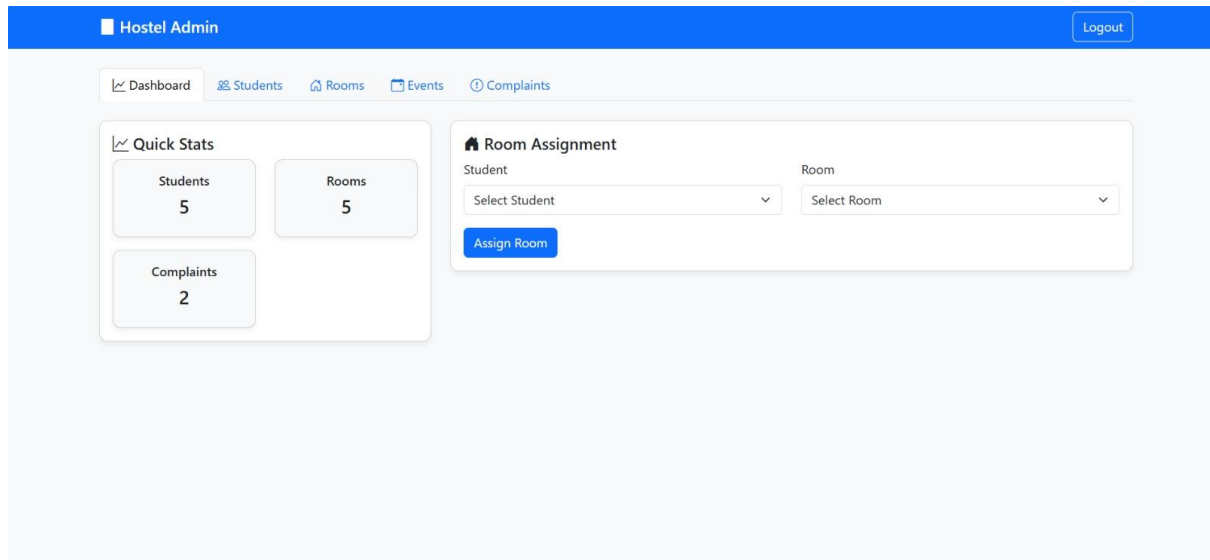 Hostel Admin
Logout
Dashboard Students Rooms Events Complaints
Quick Stats
Students
5
Rooms
5
Complaints
2
Room Assignment
Student
Select Student
Room
Select Room
Assign Room